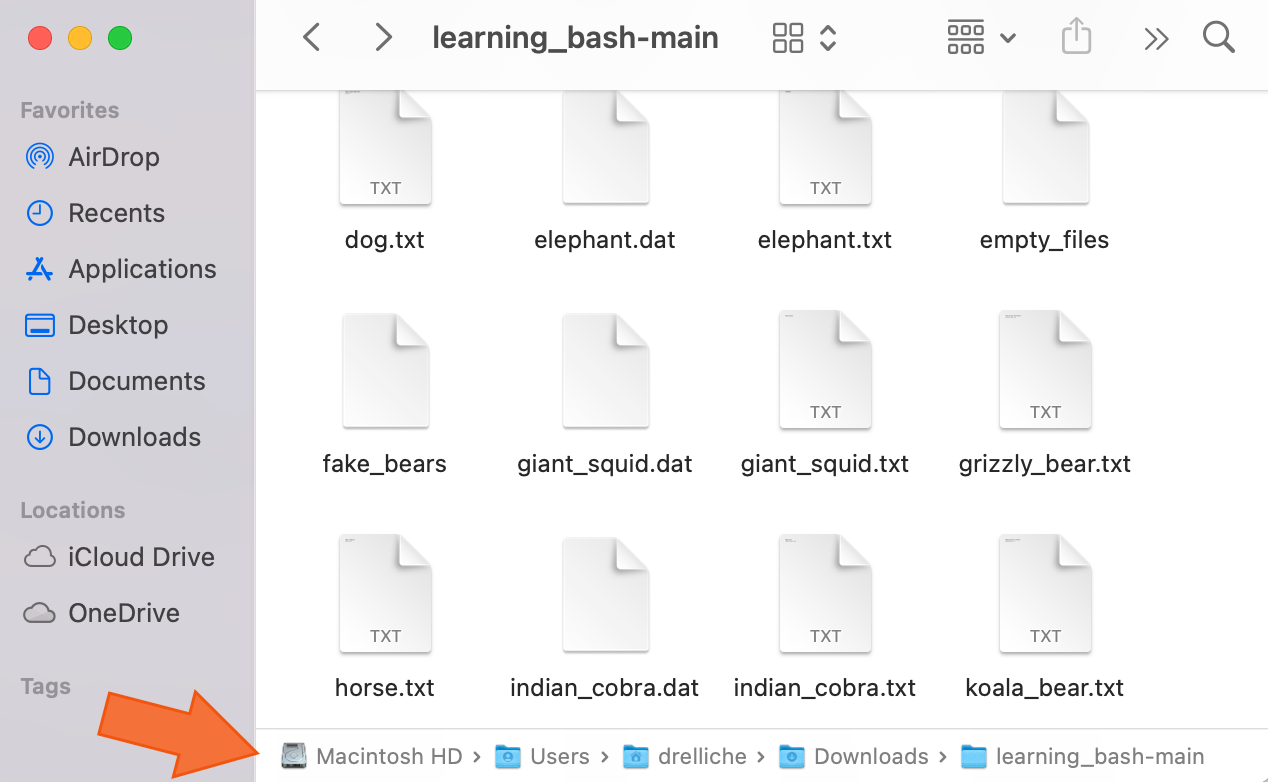 learning_bash-main
Favorites
AirDrop
Recents
Applications
Desktop
Documents
Downloads
Locations
iCloud Drive
OneDrive
Tags
TXT TXT
dog.txt elephant.dat elephant.txt empty_files
TXT TXT
fake_bears giant_squid.dat giant_squid.txt grizzly_bear.txt
TXT TXT TXT
horse.txt indian_cobra.dat indian_cobra.txt koala_bear.txt
Macintosh HD › Users › drelliche › Downloads › learning_bash-main